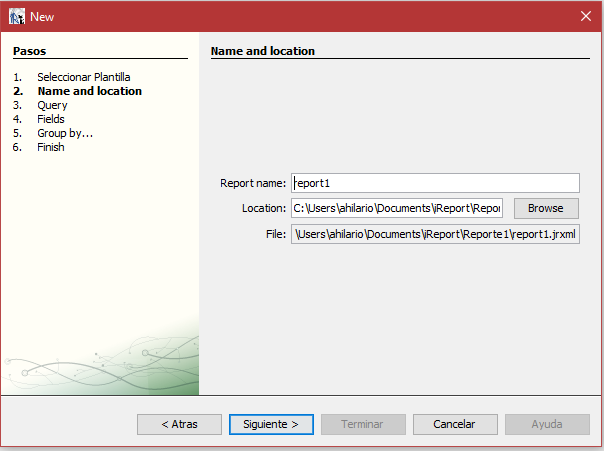 New
Pasos
1. Seleccionar Plantilla
2. Name and location
3. Query
4. Fields
5. Group by...
6. Finish
Name and location
Report name: report1
Location: C:\Users\ahilario\Documents\iReport\Repor Browse
File: \Users\ahilario\Documents\iReport\Reporte1\report1.jrxml
< Atras Siguiente > Terminar Cancelar Ayuda